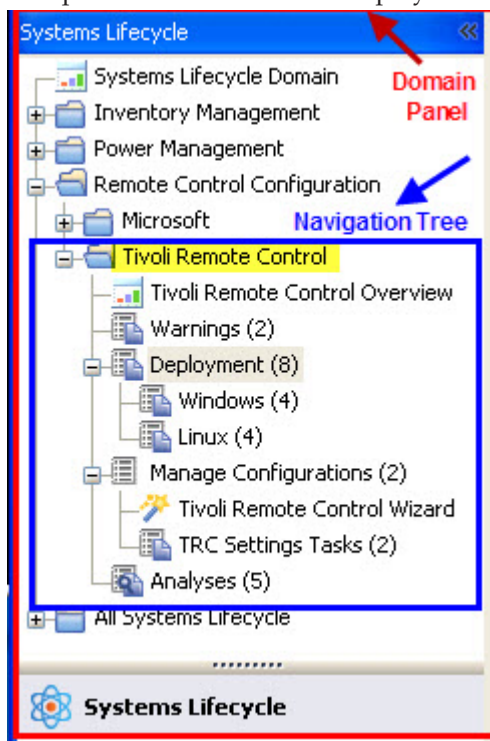 Systems Lifecycle
Systems Lifecycle Domain
Domain Panel
Inventory Management
Power Management
Remote Control Configuration
Microsoft
Navigation Tree
Tivoli Remote Control
Tivoli Remote Control Overview
Warnings (2)
Deployment (8)
Windows (4)
Linux (4)
Manage Configurations (2)
Tivoli Remote Control Wizard
TRC Settings Tasks (2)
Analyses (5)
All Systems Lifecycle
Systems Lifecycle